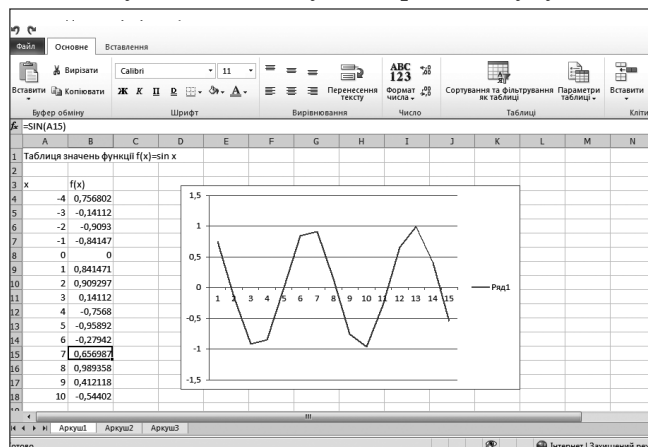 Файл Основне Вставлення
Вставити Вирізати Копіювати Calibri 11 Перенесення тексту ABC 123 Формат числа Сортування та фільтрування як таблиці Параметри таблиці Вставити
Ж К П D A
Буфер обміну Шрифт Вирівнювання Число Таблиці Кліти
fx =SIN(A15)
A B C D E F G H I J K L M N
1 Таблиця значень функції f(x)=sin x
2
3 x f(x)
4 -4 0,756802
5 -3 -0,14112
6 -2 -0,9093
7 -1 -0,84147
8 0 0
9 1 0,841471
10 2 0,909297
11 3 0,14112
12 4 -0,7568
13 5 -0,95892
14 6 -0,27942
15 7 0,656987
16 8 0,989358
17 9 0,412118
18 10 -0,54402
1,5
1
0,5
0
-0,5
-1
-1,5
1 2 3 4 5 6 7 8 9 10 11 12 13 14 15
Ряд1
Аркуш1 Аркуш2 Аркуш3
Інтернет | Захищений